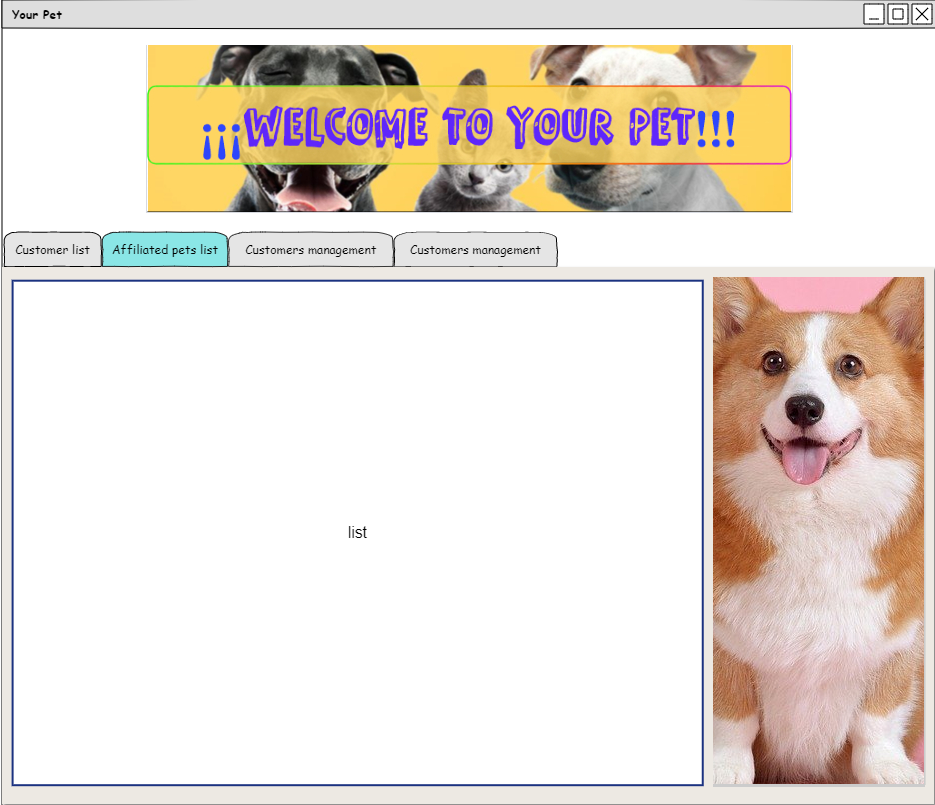 Your Pet
¡¡¡WELCOME TO YOUR PET!!!
Customer list
Affiliated pets list
Customers management
Customers management
list